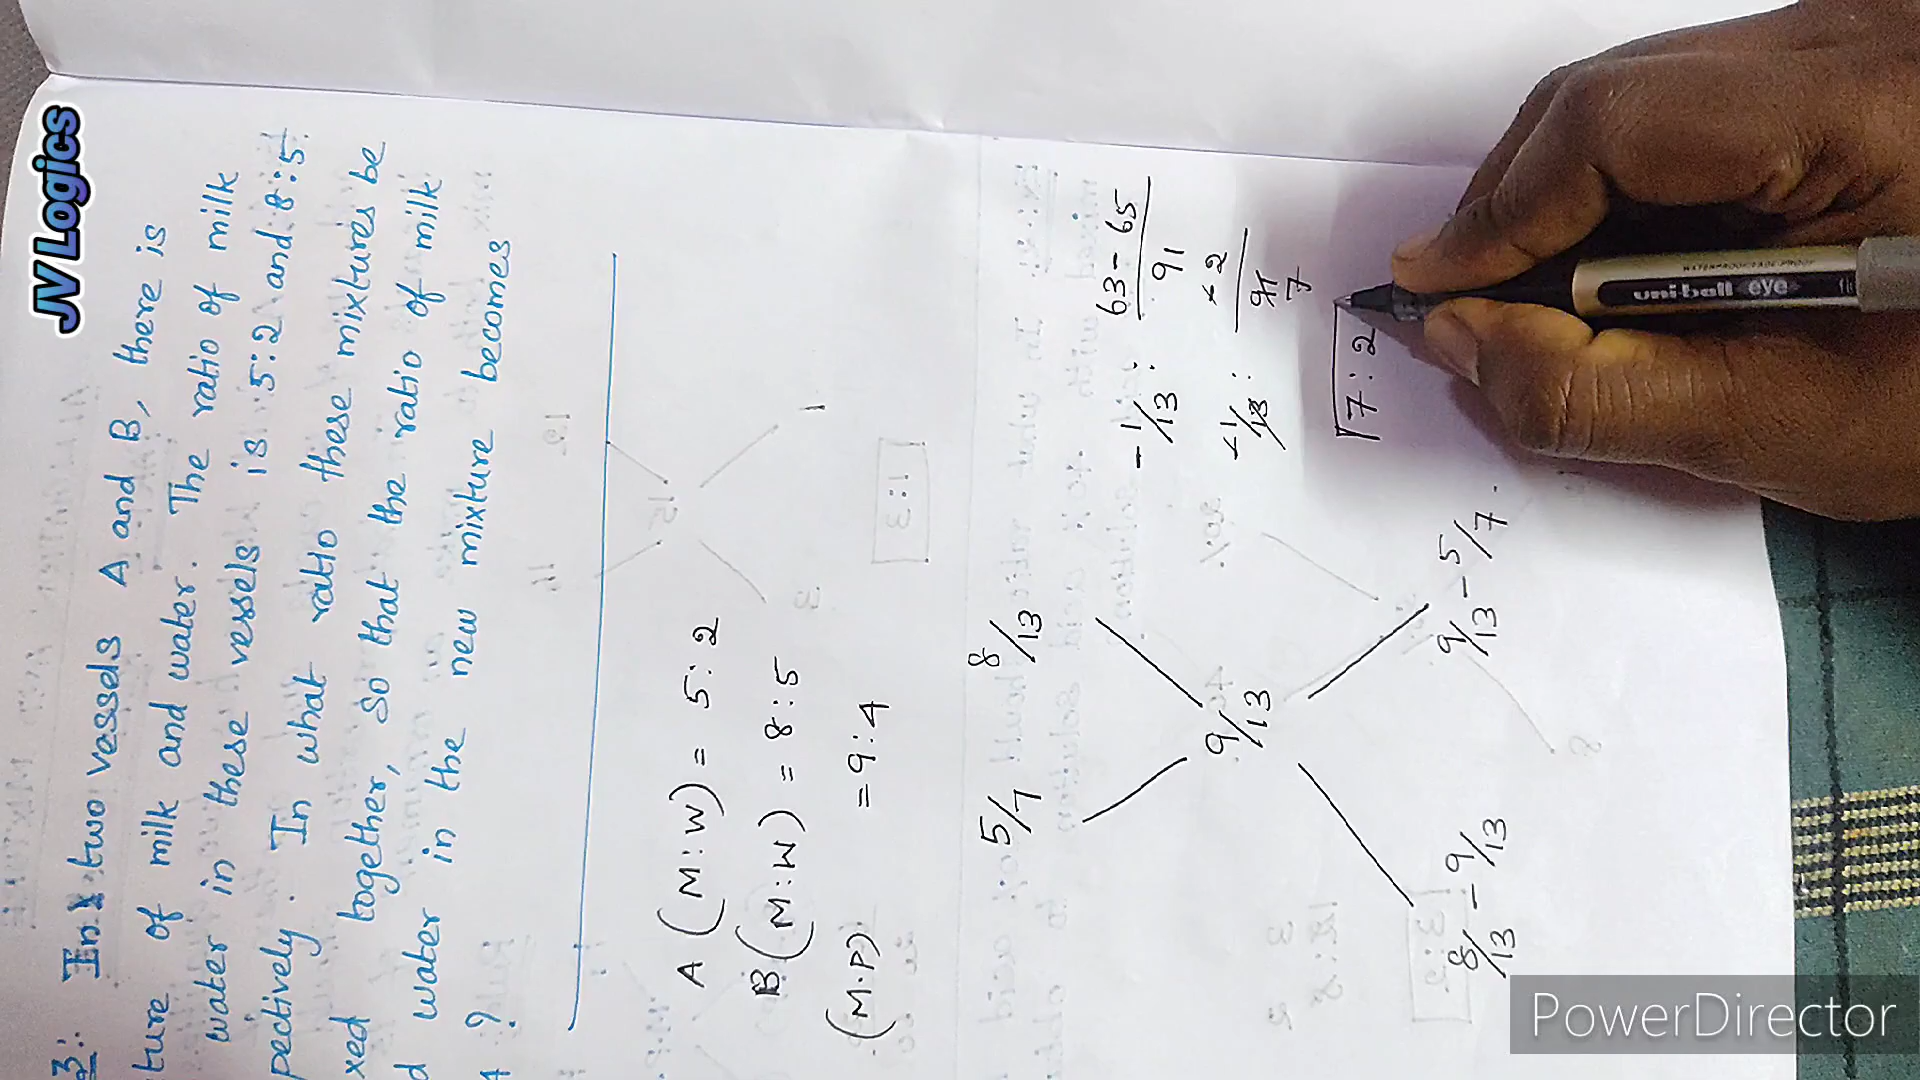 JV Logics
3: In two vessels A and B, there is
ture of milk and water. The ratio of milk
water in these vessels is 5:2 and 8:5
pectively. In what ratio these mixtures be
xed together, so that the ratio of milk
d water in the new mixture becomes
4 ?
A (M:W) = 5:2
B (M:W) = 8:5
(M.P) = 9:4
5/7 8/13
9/13
8/13 - 9/13 9/13 - 5/7
-1/13 : 63-65/91
-1/13 : -2/91
7
7:2
1:3
uni-ball eye
PowerDirector